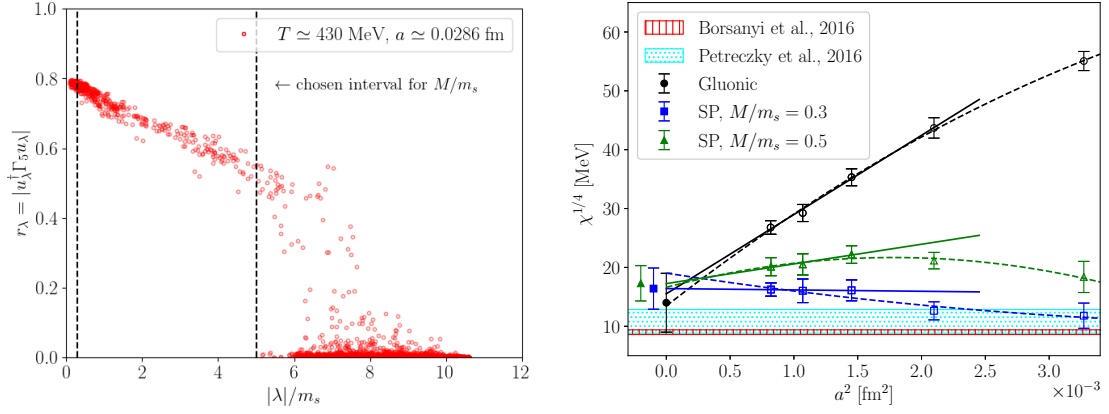 T ≃ 430 MeV, a ≃ 0.0286 fm
← chosen interval for M/m_s
1.0
0.8
0.6
0.4
0.2
0.0
r_λ = |u_λ^†Γ_5u_λ|
0 2 4 6 8 10 12
|λ|/m_s
Borsanyi et al., 2016
Petreczky et al., 2016
Gluonic
SP, M/m_s = 0.3
SP, M/m_s = 0.5
60
50
40
30
20
10
χ^{1/4} [MeV]
0.0 0.5 1.0 1.5 2.0 2.5 3.0
×10^{−3}
a^2 [fm^2]